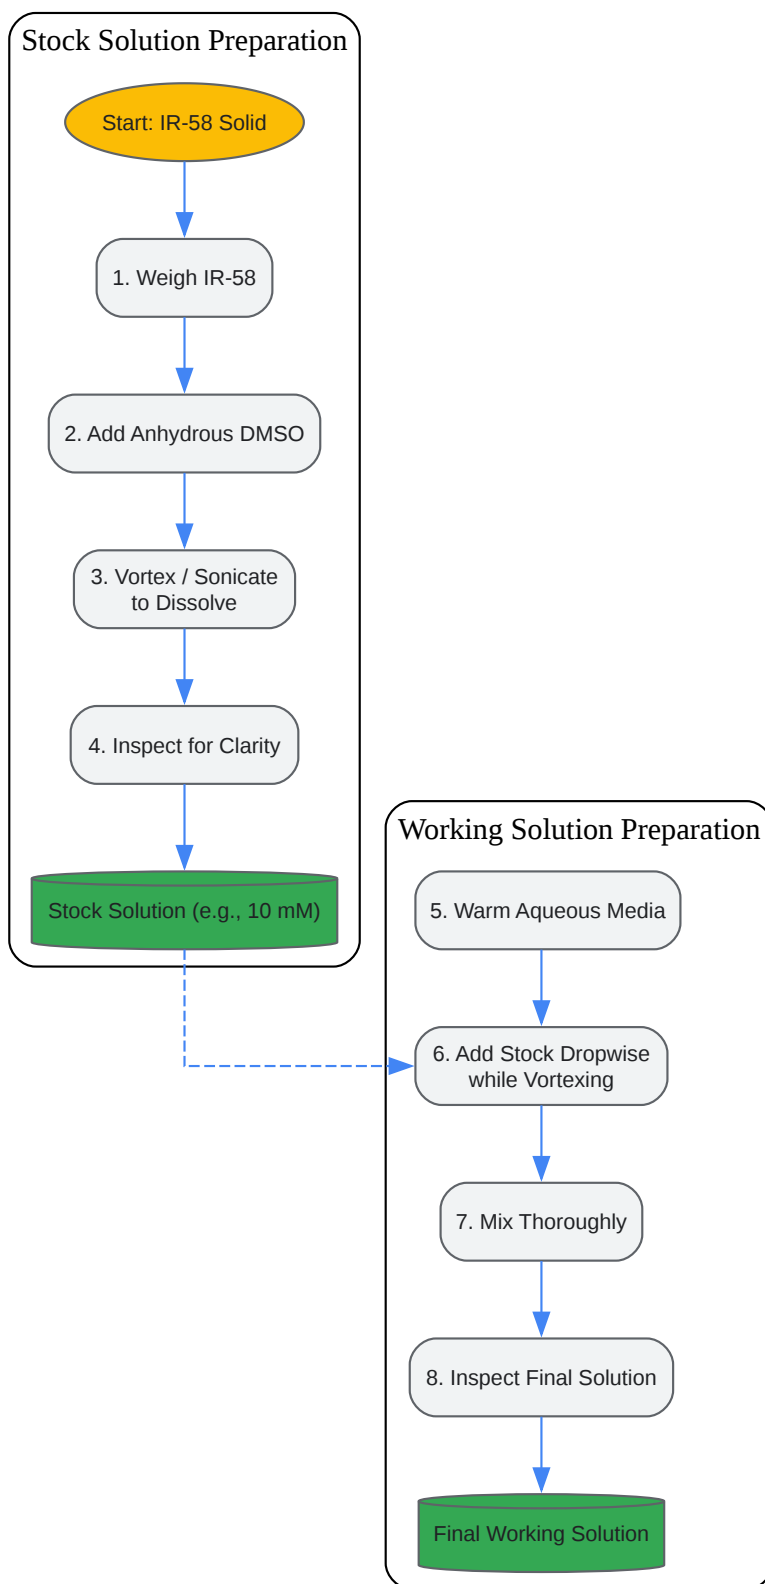 Stock Solution Preparation
Start: IR-58 Solid
1. Weigh IR-58
2. Add Anhydrous DMSO
3. Vortex / Sonicate
to Dissolve
4. Inspect for Clarity
Stock Solution (e.g., 10 mM)
Working Solution Preparation
5. Warm Aqueous Media
6. Add Stock Dropwise
while Vortexing
7. Mix Thoroughly
8. Inspect Final Solution
Final Working Solution